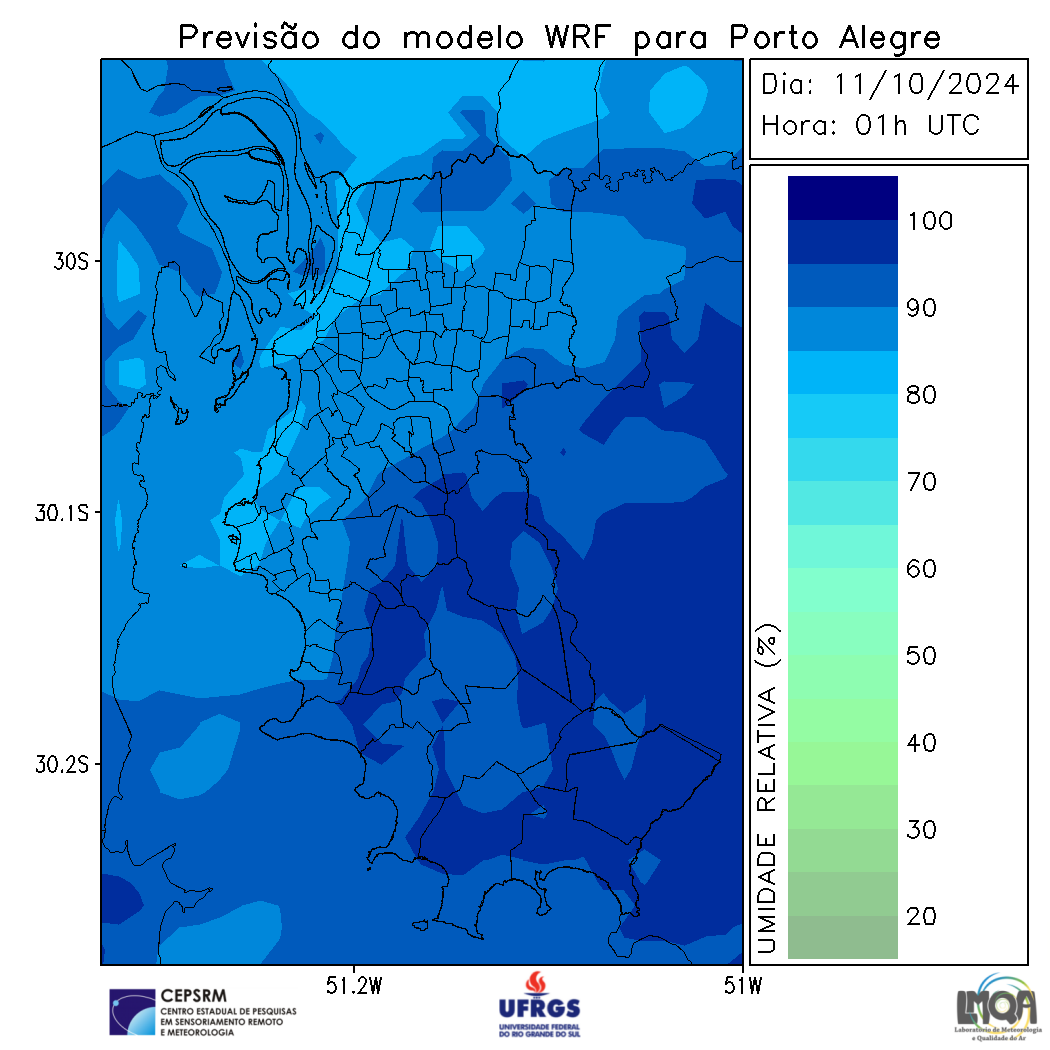 Previsão do modelo WRF para Porto Alegre
Dia: 11/10/2024
Hora: 01h UTC
30S
30.1S
30.2S
51.2W
51W
100
90
80
70
60
50
40
30
20
UMIDADE RELATIVA (%)
CEPSRM
CENTRO ESTADUAL DE PESQUISAS
EM SENSORIAMENTO REMOTO
E METEOROLOGIA
UFRGS
UNIVERSIDADE FEDERAL
DO RIO GRANDE DO SUL
LMQA
Laboratório de Meteorologia
e Qualidade do Ar